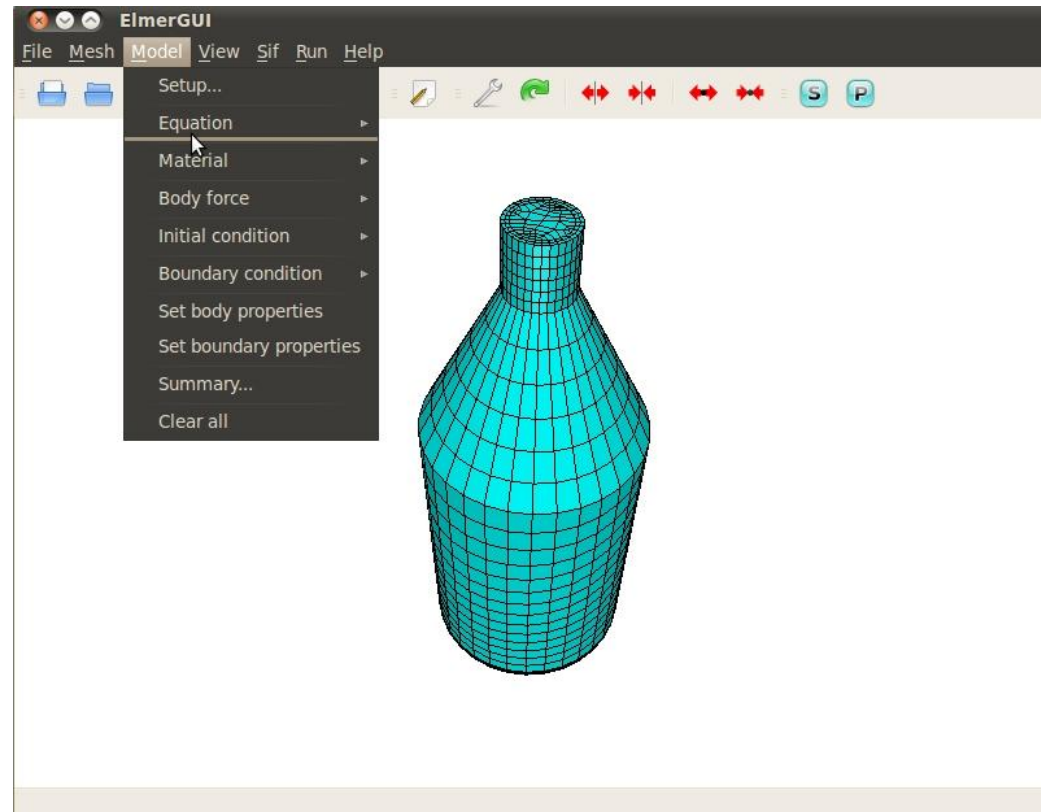 ElmerGUI
File Mesh Model View Sif Run Help
S P
Setup...
Equation
Material
Body force
Initial condition
Boundary condition
Set body properties
Set boundary properties
Summary...
Clear all